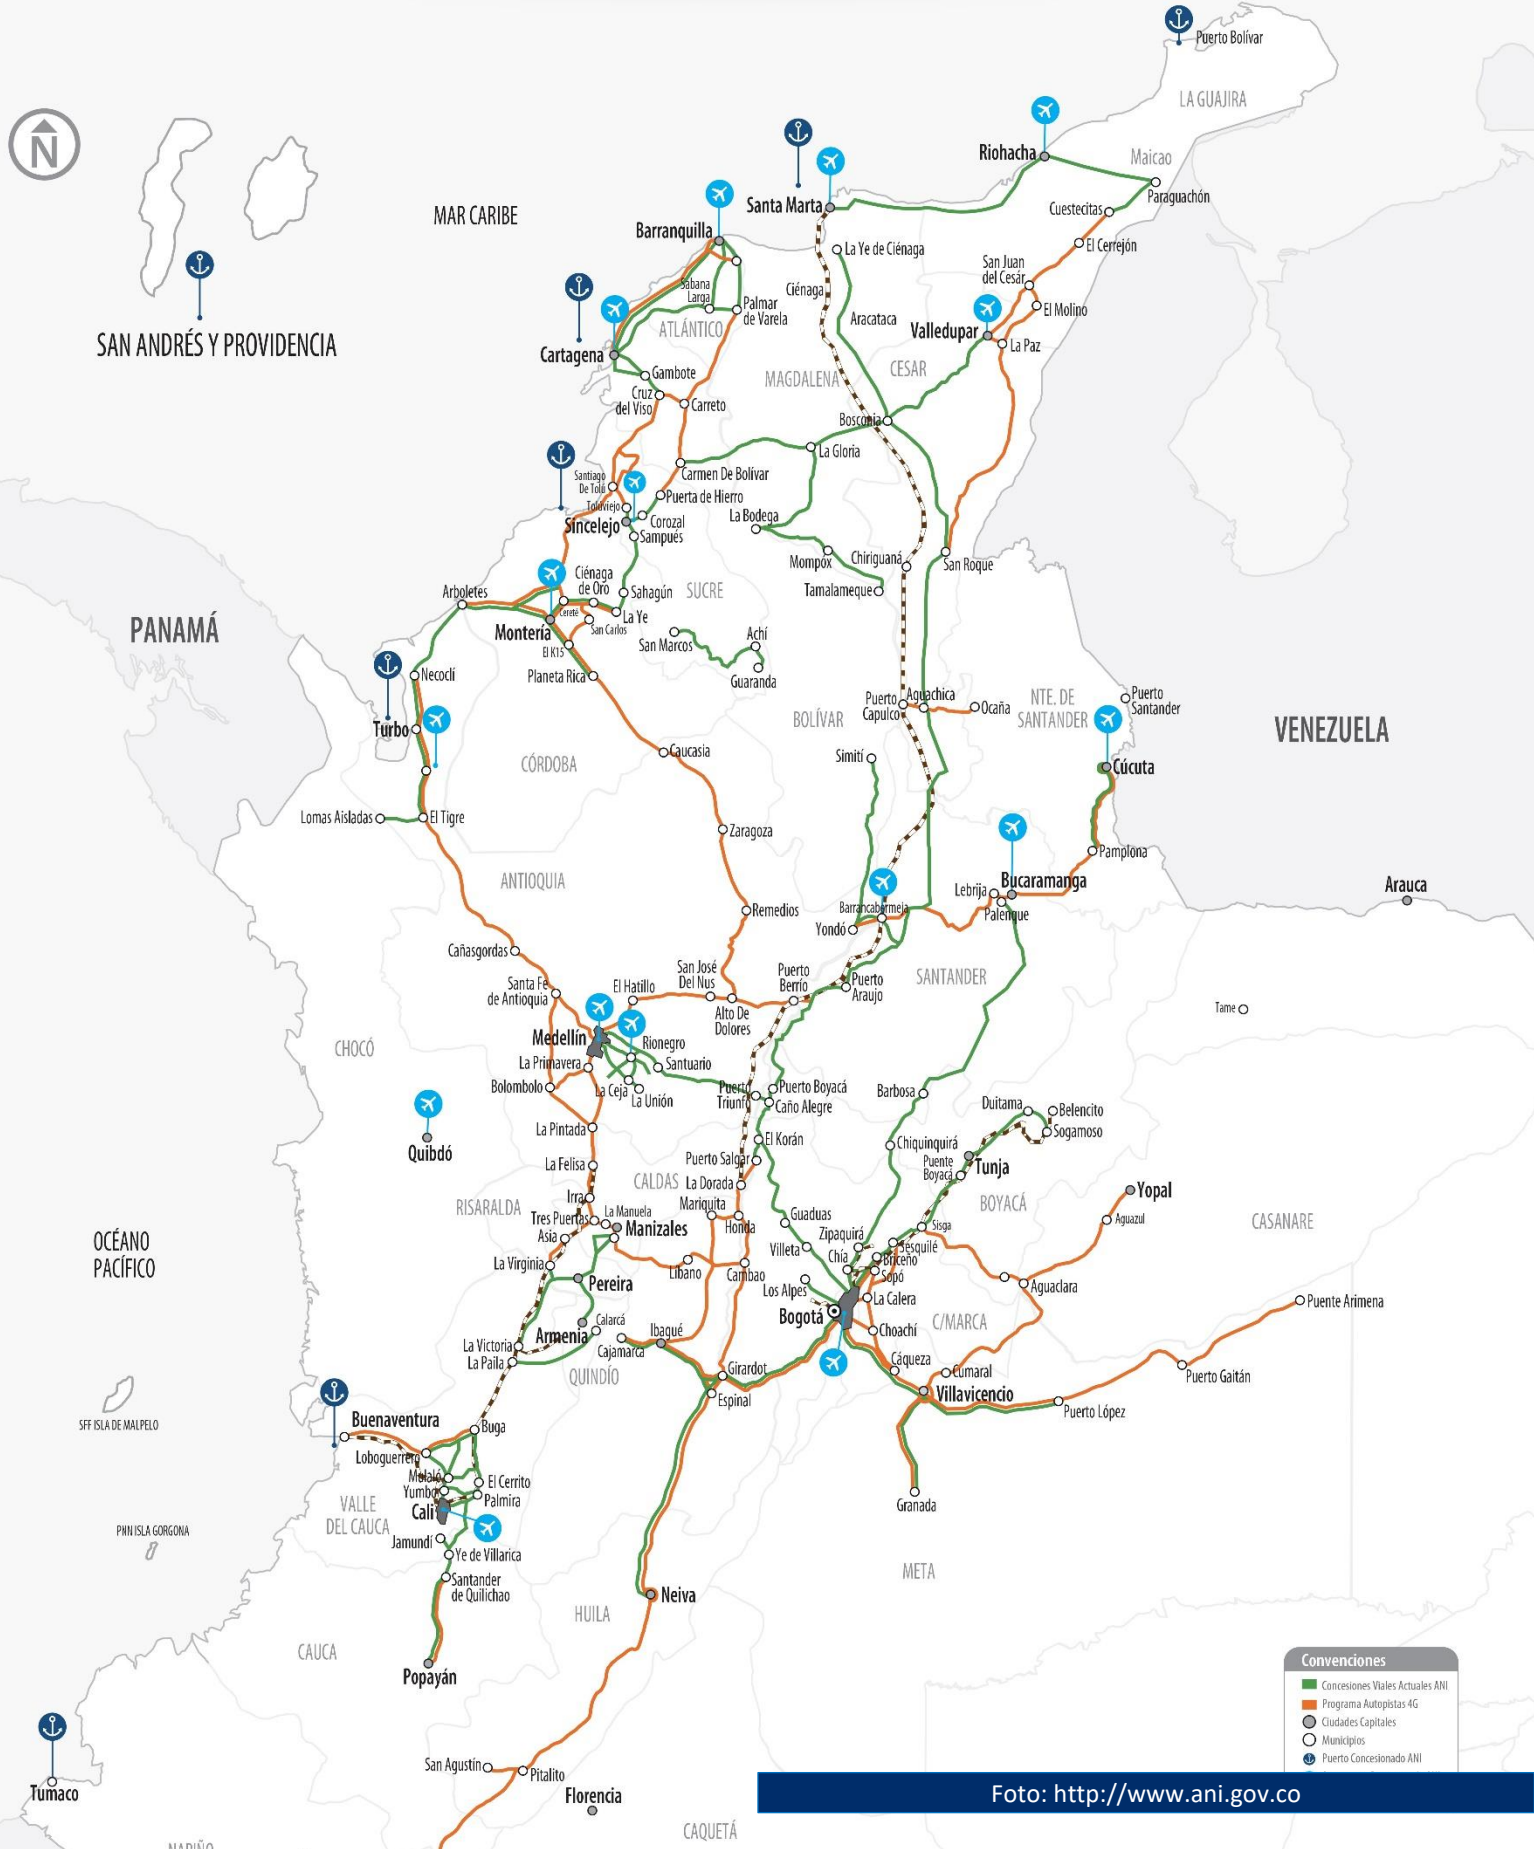 Puerto Bolívar
LA GUAJIRA
N
Riohacha
Maicao
Paraguachón
MAR CARIBE
Santa Marta
Cuestecitas
Barranquilla
La Ye de Ciénaga
El Cerrejón
San Juan
del Cesár
Ciénaga
Sabana
Larga
Palmar
de Varela
El Molino
Aracataca
Valledupar
ATLÁNTICO
La Paz
SAN ANDRÉS Y PROVIDENCIA
Cartagena
CESAR
Gambote
MAGDALENA
Cruz
del Viso
Carreto
Bosconia
La Gloria
Carmen De Bolívar
Santiago
De Tolú
Puerta de Hierro
Toluviejo
La Bodega
Sincelejo
Corozal
Sampués
Mompóx
Chiriguaná
San Roque
Ciénaga
de Oro
Tamalameque
Arboletes
Sahagún
SUCRE
Cereté
La Ye
San Carlos
PANAMÁ
Montería
Achí
San Marcos
El K15
Necoclí
Planeta Rica
Guaranda
Puerto
Capulco
Aguachica
Ocaña
NTE. DE
SANTANDER
Puerto
Santander
BOLÍVAR
Turbo
VENEZUELA
Caucasia
Simití
CÓRDOBA
Cúcuta
Lomas Aisladas
El Tigre
Zaragoza
Pamplona
ANTIOQUIA
Bucaramanga
Arauca
Lebrija
Palenque
Remedios
Barrancabermeja
Yondó
Cañasgordas
San José
Del Nus
Puerto
Berrío
SANTANDER
Santa Fe
de Antioquia
El Hatillo
Puerto
Araujo
Alto De
Dolores
Tame
Medellín
Rionegro
CHOCÓ
La Primavera
Santuario
Bolombolo
La Ceja
La Unión
Puerto
Triunfo
Puerto Boyacá
Caño Alegre
Barbosa
Duitama
Belencito
Sogamoso
La Pintada
El Korán
Chiquinquirá
Quibdó
La Felisa
Puerto Salgar
Puente
Boyacá
Tunja
CALDAS
La Dorada
Yopal
Irra
Mariquita
RISARALDA
BOYACÁ
La Manuela
Tres Puertas
Manizales
Honda
Guaduas
Aguazul
CASANARE
Asia
Zipaquirá
Sisga
OCÉANO
PACÍFICO
Villeta
Sesquilé
Chía
Briceño
La Virginia
Líbano
Cambao
Sopó
Pereira
Los Alpes
Aguaclara
La Calera
Puente Arimena
Bogotá
C/MARCA
Calarcá
Armenia
Ibagué
Choachí
La Victoria
Cajamarca
La Paila
Cáqueza
QUINDÍO
Girardot
Cumaral
Puerto Gaitán
Espinal
Villavicencio
Puerto López
SFF ISLA DE MALPELO
Buenaventura
Buga
Loboguerrero
Mulaló
El Cerrito
Yumbo
Palmira
VALLE
DEL CAUCA
Cali
Granada
PNN ISLA GORGONA
Jamundí
Ye de Villarica
META
Santander
de Quilichao
Neiva
HUILA
CAUCA
Popayán
Convenciones
Concesiones Viales Actuales ANI
Programa Autopistas 4G
Ciudades Capitales
Municipios
Puerto Concesionado ANI
San Agustín
Pitalito
Tumaco
Florencia
Foto: http://www.ani.gov.co
CAQUETÁ